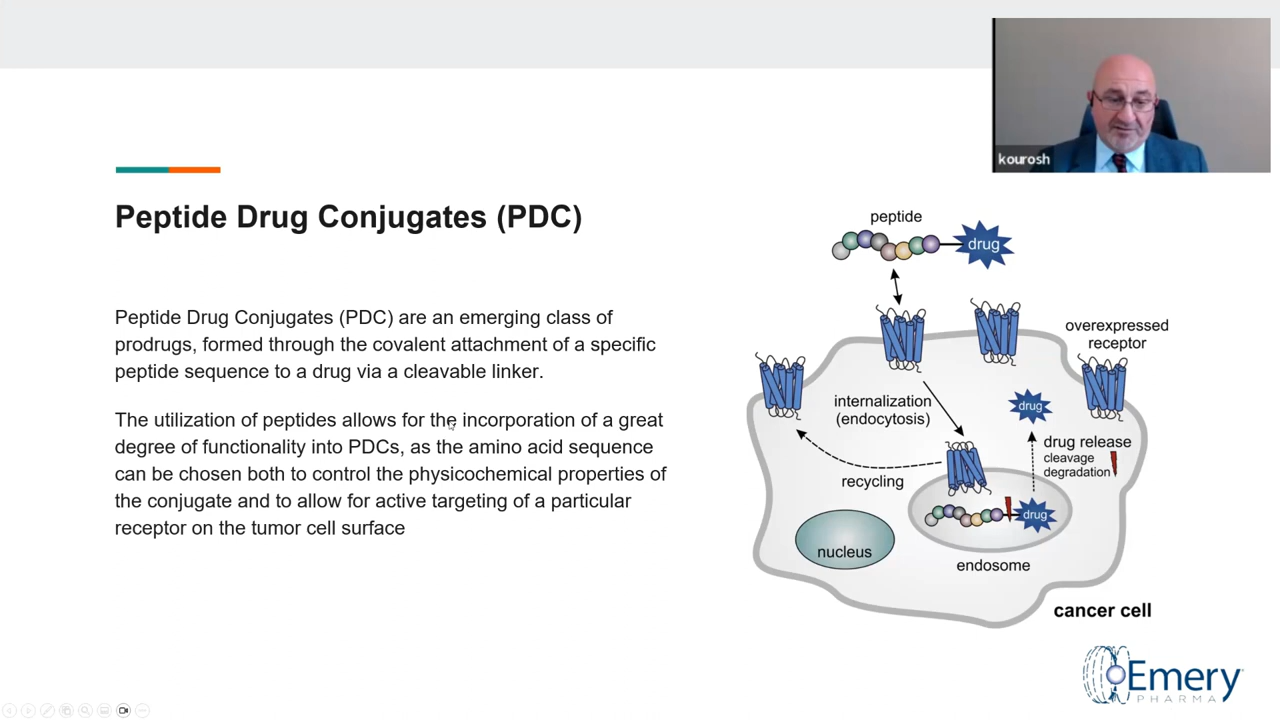 kourosh
Peptide Drug Conjugates (PDC)
Peptide Drug Conjugates (PDC) are an emerging class of
prodrugs, formed through the covalent attachment of a specific
peptide sequence to a drug via a cleavable linker.
The utilization of peptides allows for the incorporation of a great
degree of functionality into PDCs, as the amino acid sequence
can be chosen both to control the physicochemical properties of
the conjugate and to allow for active targeting of a particular
receptor on the tumor cell surface
peptide
drug
overexpressed
receptor
internalization
(endocytosis)
drug
drug release
cleavage
degradation
recycling
drug
nucleus
endosome
cancer cell
Emery
PHARMA